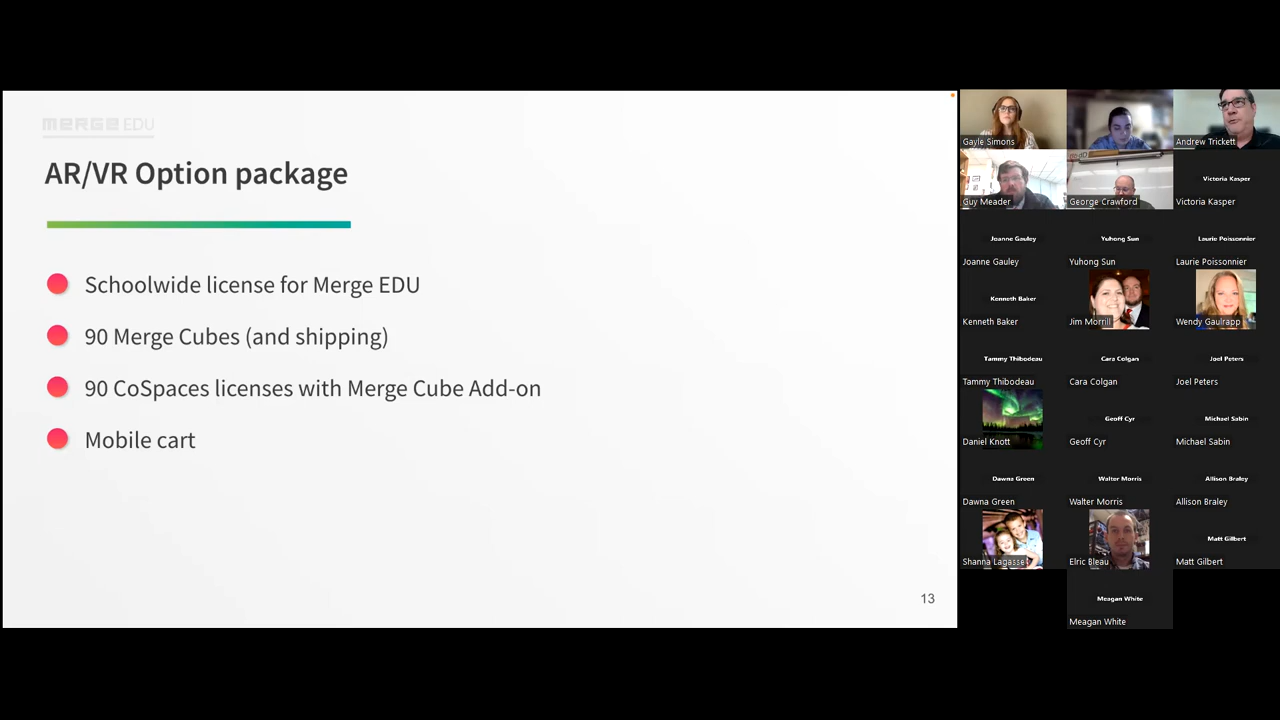 merge EDU
AR/VR Option package
Schoolwide license for Merge EDU
90 Merge Cubes (and shipping)
90 CoSpaces licenses with Merge Cube Add-on
Mobile cart
13
Gayle Simons
Andrew Trickett
Guy Meader
George Crawford
Victoria Kasper
Victoria Kasper
Joanne Gauley
Joanne Gauley
Yuhong Sun
Yuhong Sun
Laurie Poissonnier
Laurie Poissonnier
Kenneth Baker
Kenneth Baker
Jim Morrill
Wendy Gaulrapp
Tammy Thibodeau
Tammy Thibodeau
Cara Colgan
Cara Colgan
Joel Peters
Joel Peters
Daniel Knott
Geoff Cyr
Geoff Cyr
Michael Sabin
Michael Sabin
Dawna Green
Dawna Green
Walter Morris
Walter Morris
Allison Braley
Allison Braley
Shanna Lagasse
Elric Bleau
Matt Gilbert
Matt Gilbert
Meagan White
Meagan White